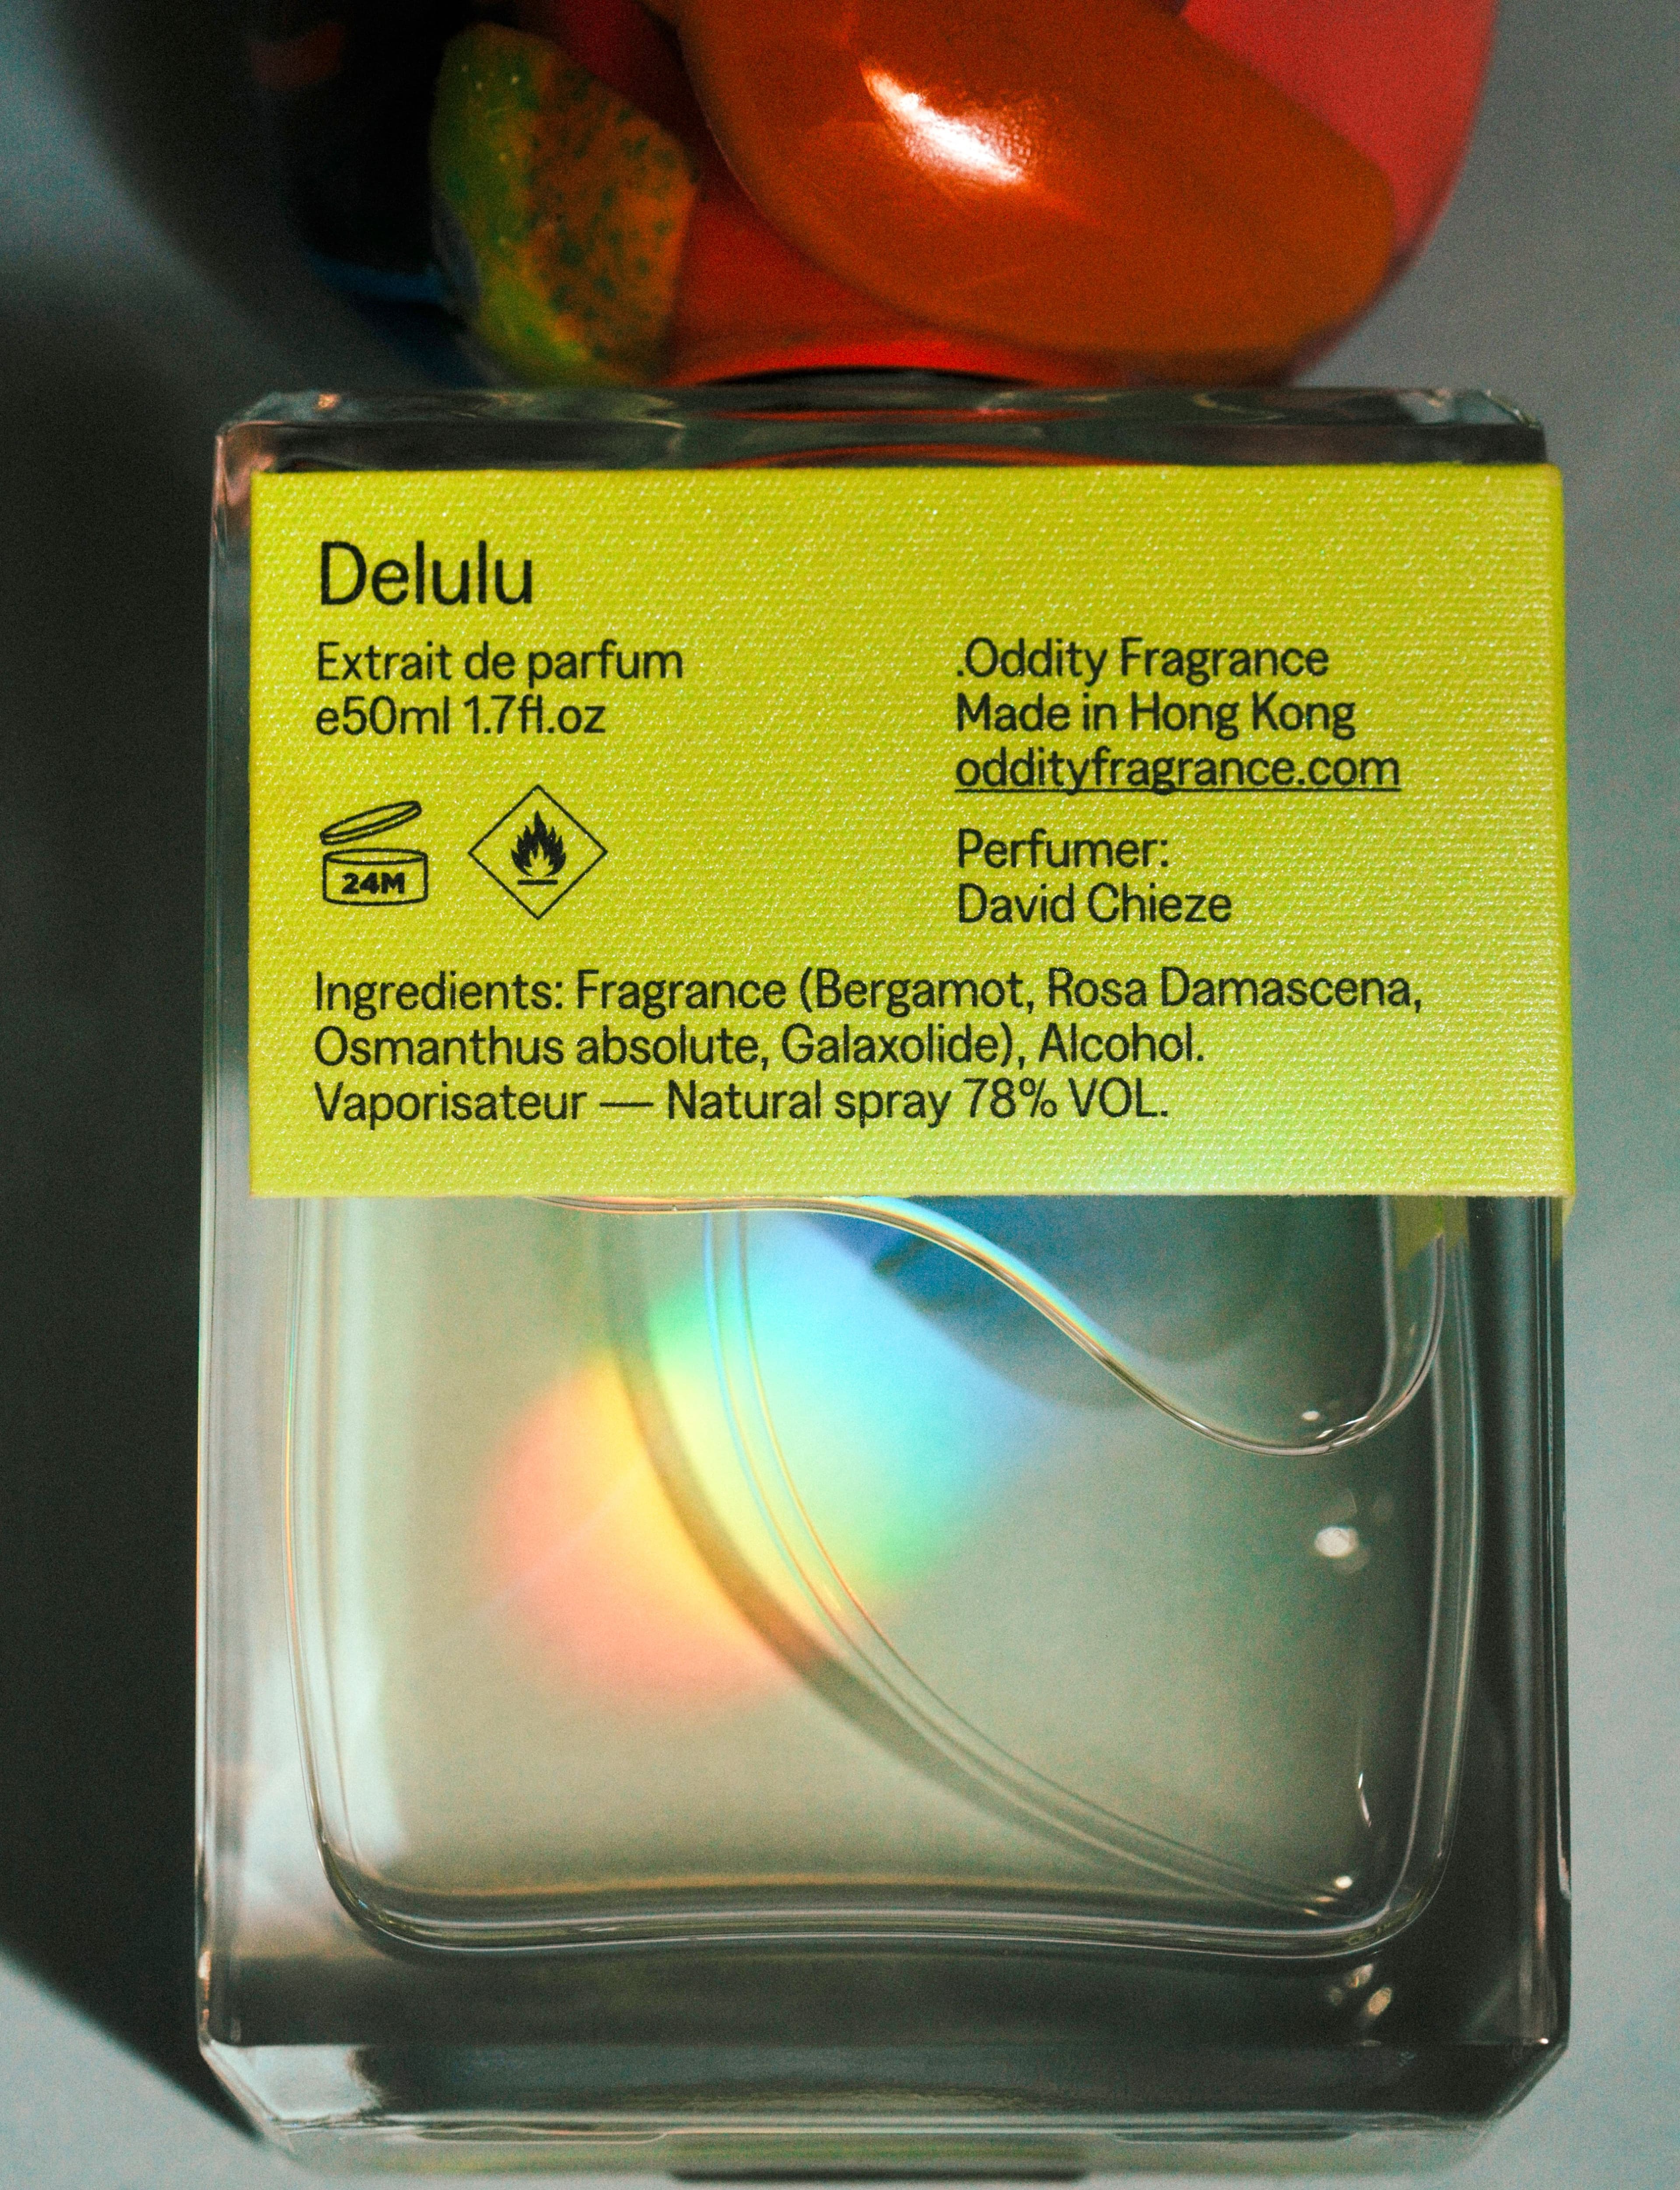 Delulu
Extrait de parfum
e50ml 1.7fl.oz
24M
.Oddity Fragrance
Made in Hong Kong
oddityfragrance.com
Perfumer:
David Chieze
Ingredients: Fragrance (Bergamot, Rosa Damascena,
Osmanthus absolute, Galaxolide), Alcohol.
Vaporisateur — Natural spray 78% VOL.